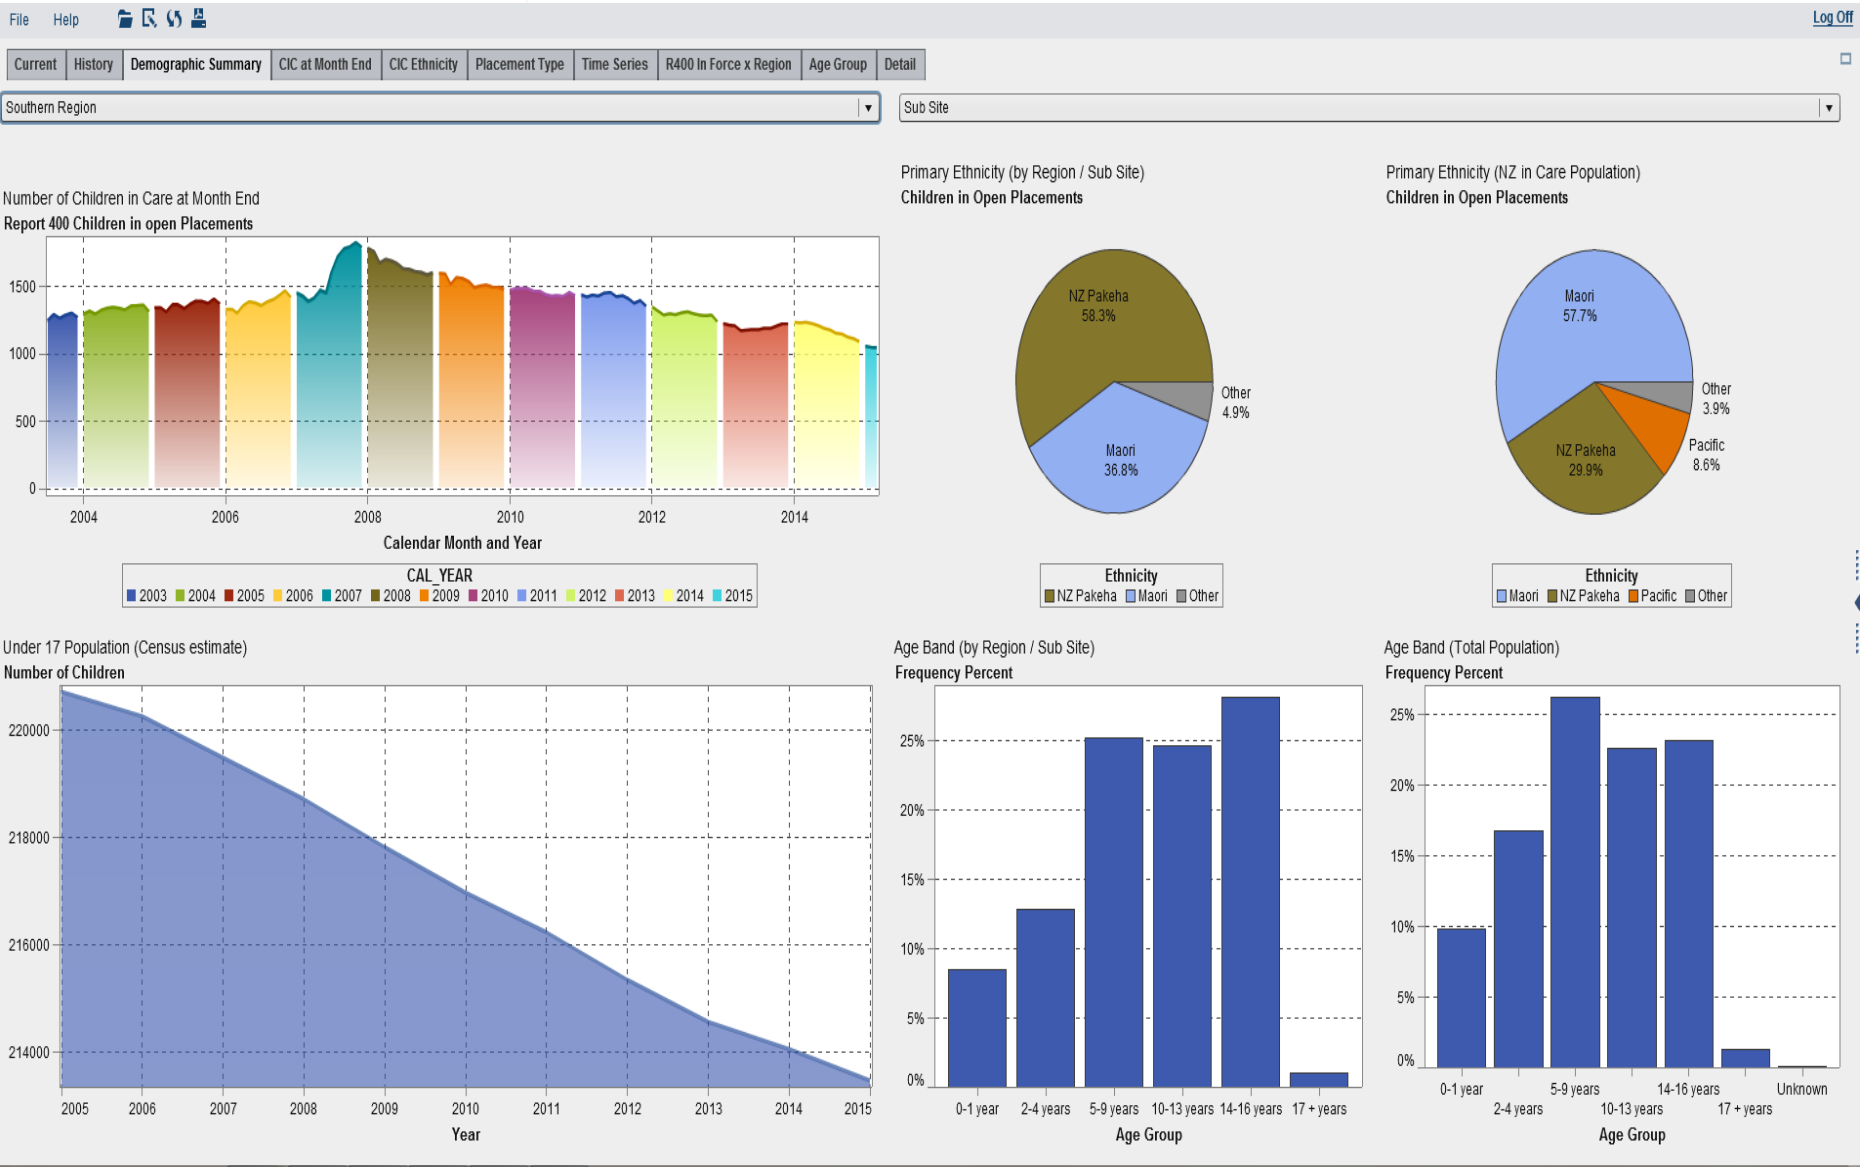 File Help Log Off
Current History Demographic Summary CIC at Month End CIC Ethnicity Placement Type Time Series R400 In Force x Region Age Group Detail
Southern Region
Sub Site
Number of Children in Care at Month End
Report 400 Children in open Placements
1500
1000
500
0
2004 2006 2008 2010 2012 2014
Calendar Month and Year
CAL_YEAR
2003 2004 2005 2006 2007 2008 2009 2010 2011 2012 2013 2014 2015
Primary Ethnicity (by Region / Sub Site)
Children in Open Placements
NZ Pakeha
58.3%
Other
4.9%
Maori
36.8%
Ethnicity
NZ Pakeha Maori Other
Primary Ethnicity (NZ in Care Population)
Children in Open Placements
Maori
57.7%
Other
3.9%
Pacific
8.6%
NZ Pakeha
29.9%
Ethnicity
Maori NZ Pakeha Pacific Other
Under 17 Population (Census estimate)
Number of Children
220000
218000
216000
214000
2005 2006 2007 2008 2009 2010 2011 2012 2013 2014 2015
Year
Age Band (by Region / Sub Site)
Frequency Percent
25%
20%
15%
10%
5%
0%
0-1 year 2-4 years 5-9 years 10-13 years 14-16 years 17 + years
Age Group
Age Band (Total Population)
Frequency Percent
25%
20%
15%
10%
5%
0%
0-1 year 5-9 years 14-16 years Unknown
2-4 years 10-13 years 17 + years
Age Group